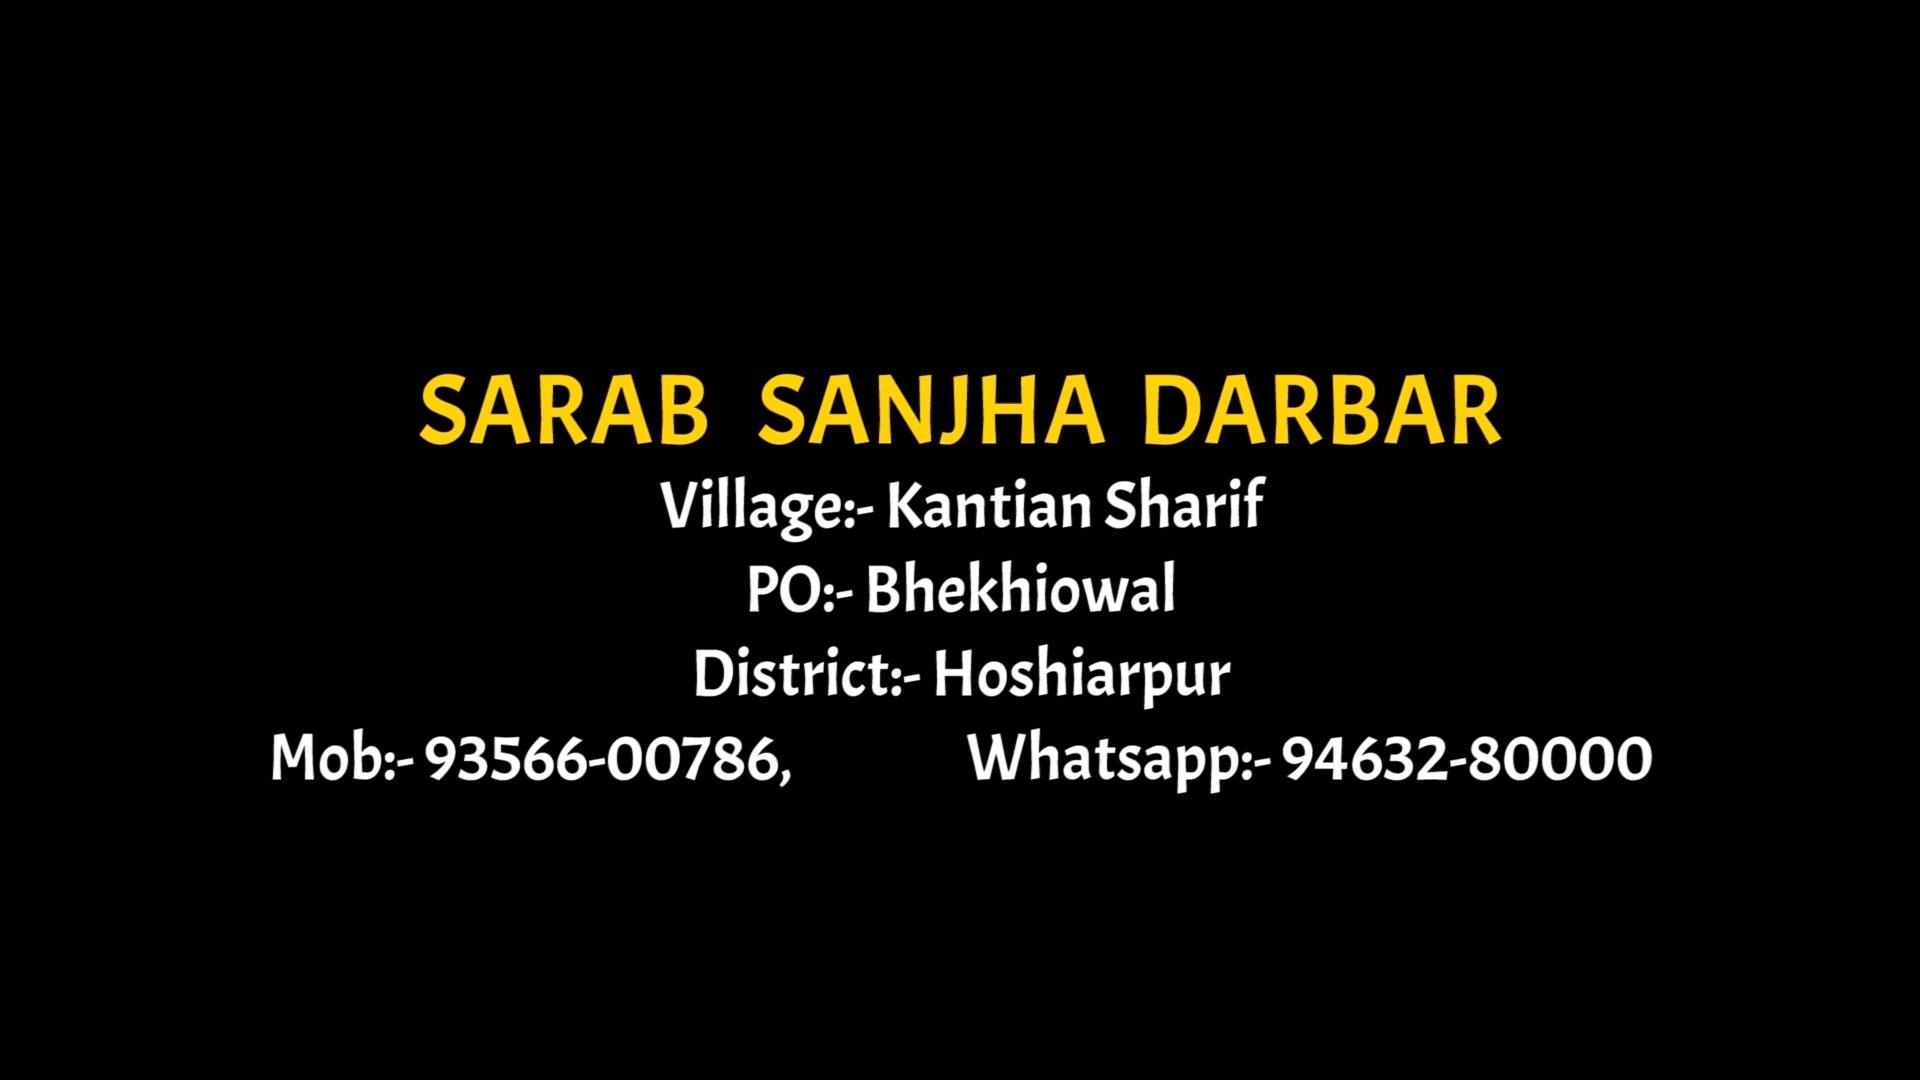 SARAB SANJHA DARBAR
Village:- Kantian Sharif
PO:- Bhekhiowal
District:- Hoshiarpur
Mob:- 93566-00786, Whatsapp:- 94632-80000